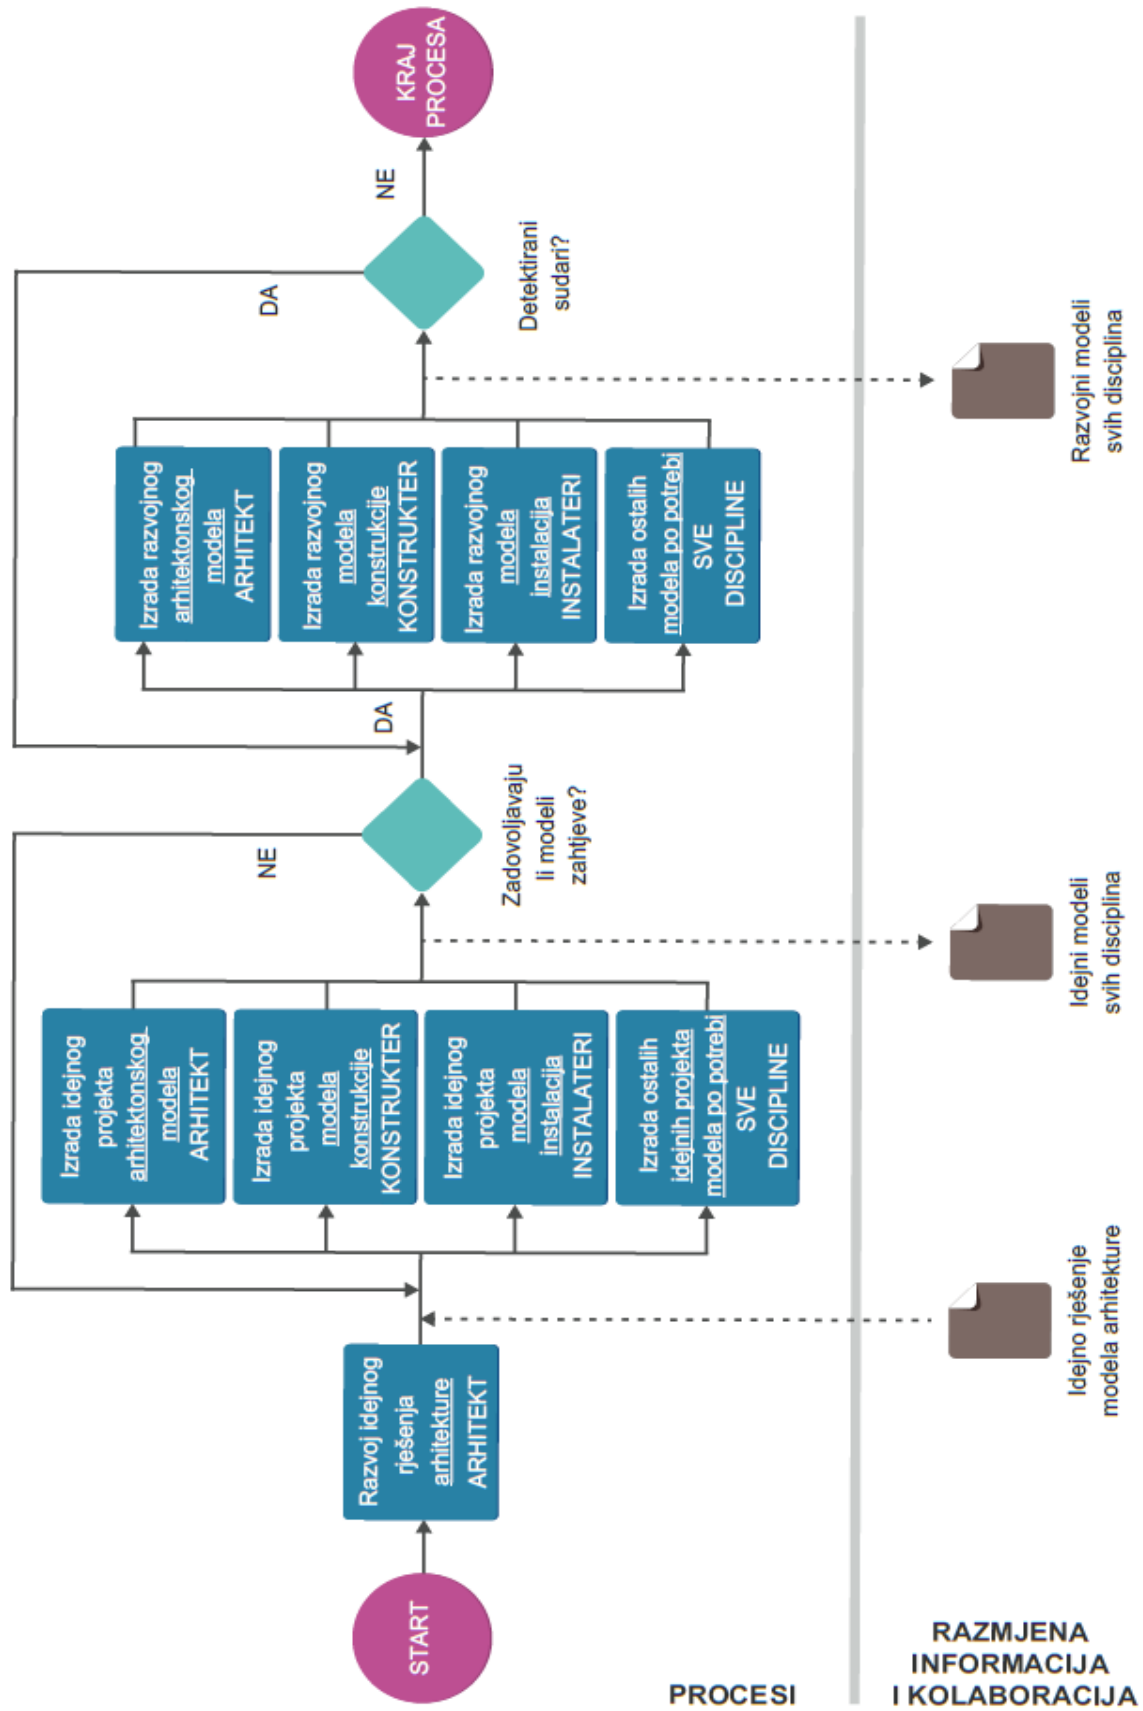 START
Razvoj idejnog
rješenja
arhitekture
ARHITEKT
Izrada idejnog
projekta
arhitektonskog
modela
ARHITEKT
Izrada idejnog
projekta
modela
konstrukcije
KONSTRUKTER
Izrada idejnog
projekta
modela
instalacija
INSTALATERI
Izrada ostalih
idejnih projekta
modela po potrebi
SVE
DISCIPLINE
NE
Zadovoljavaju
li modeli
zahtjeve?
DA
Izrada razvojnog
arhitektonskog
modela
ARHITEKT
Izrada razvojnog
modela
konstrukcije
KONSTRUKTER
Izrada razvojnog
modela
instalacija
INSTALATERI
Izrada ostalih
modela po potrebi
SVE
DISCIPLINE
DA
Detektirani
sudari?
NE
KRAJ
PROCESA
PROCESI
RAZMJENA
INFORMACIJA
I KOLABORACIJA
Idejno rješenje
modela arhitekture
Idejni modeli
svih disciplina
Razvojni modeli
svih disciplina